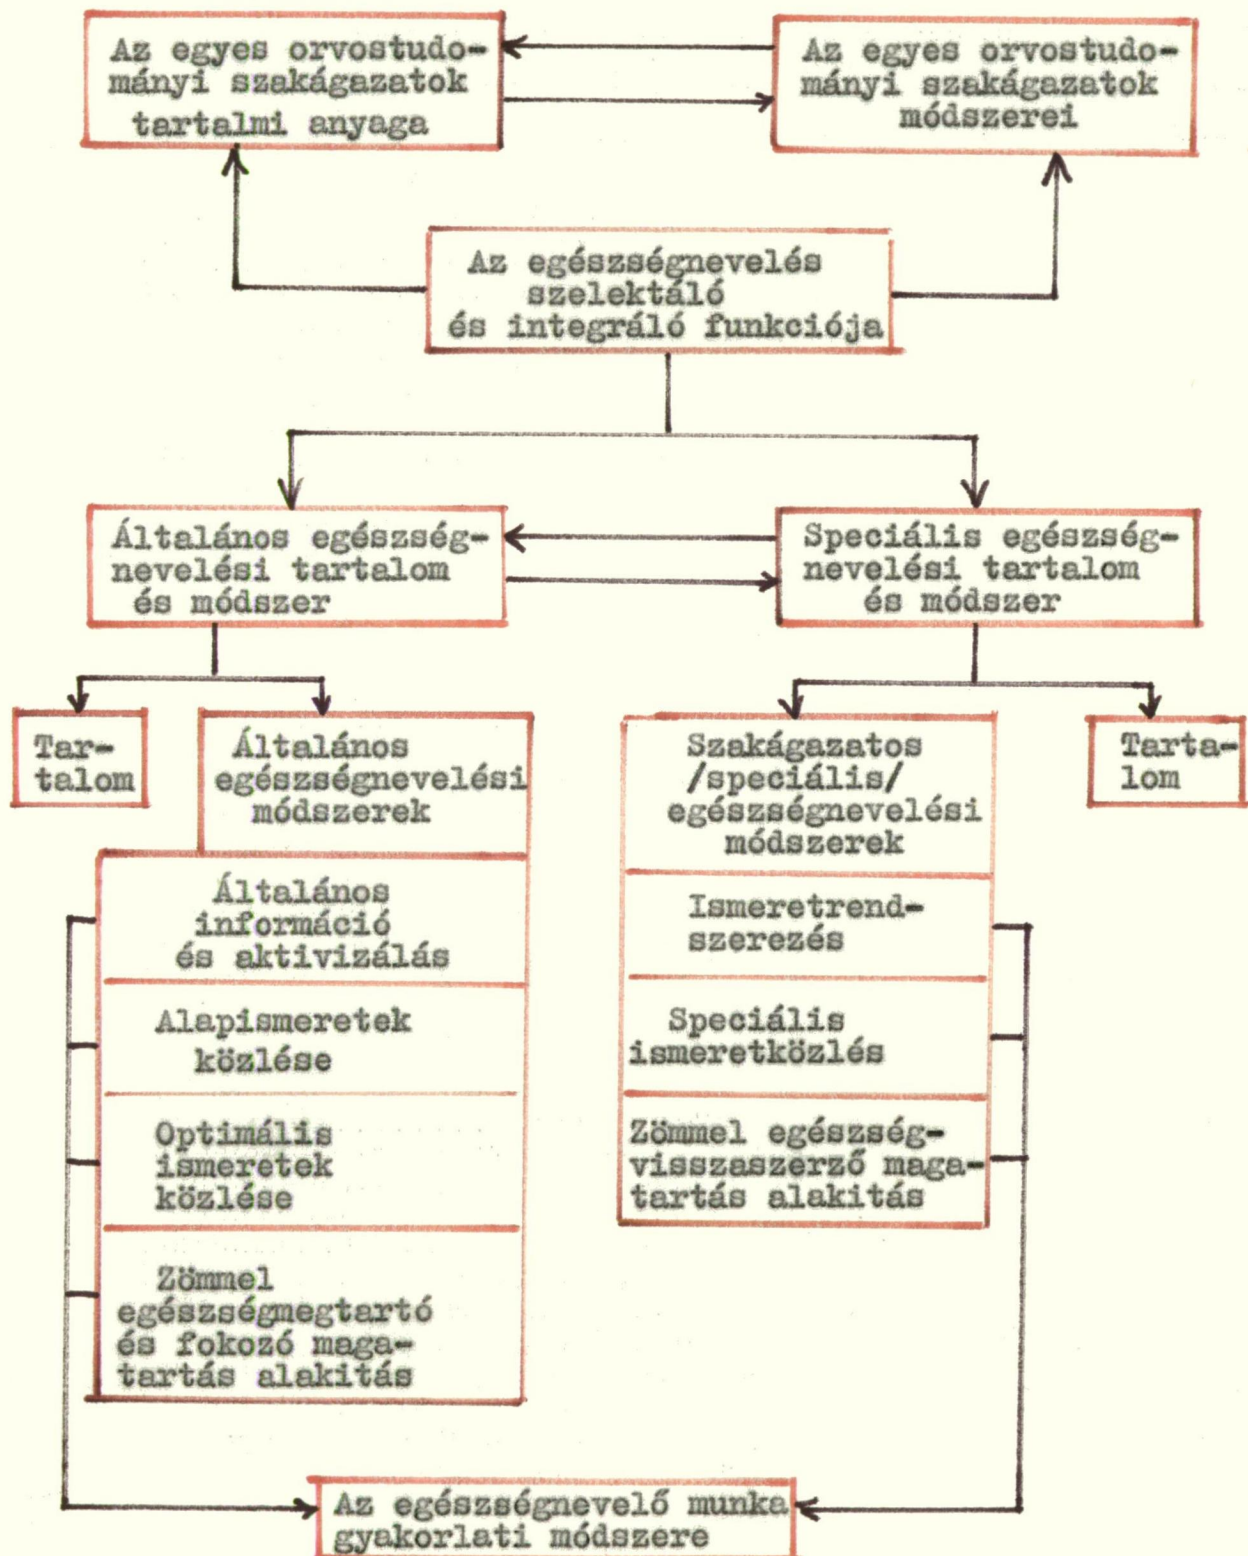 Az egyes orvostudo-
mányi szakágazatok
tartalmi anyaga
Az egyes orvostudo-
mányi szakágazatok
módszerei
Az egészségnevelés
szelektáló
és integráló funkciója
Általános egészség-
nevelési tartalom
és módszer
Speciális egészség-
nevelési tartalom
és módszer
Tar-
talom
Általános
egészségnevelési
módszerek
Általános
információ
és aktivizálás
Alapismeretek
közlése
Optimális
ismeretek
közlése
Zömmel
egészségmegtartó
és fokozó maga-
tartás alakitás
Szakágazatos
/speciális/
egészségnevelési
módszerek
Ismeretrend-
szerezés
Speciális
ismeretközlés
Zömmel egészség-
visszaszerző maga-
tartás alakitás
Tarta-
lom
Az egészségnevelő munka
gyakorlati módszere